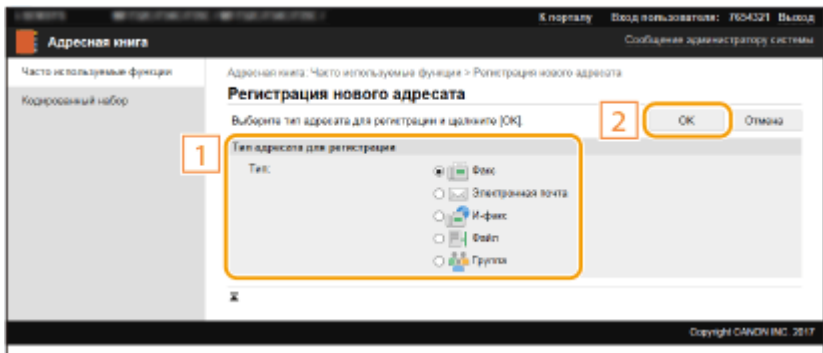 К порталу Вход пользователя: 7654321 Выход
Адресная книга
Сообщение администратору системы
Часто используемые функции
Кодированный набор
Адресная книга: Часто используемые функции > Регистрация нового адресата
Регистрация нового адресата
Выберите тип адресата для регистрации и щелкните [OK].
2
OK
Отмена
1
Тип адресата для регистрации
Тип:
Факс
Электронная почта
И-факс
Файл
Группа
Copyright CANON INC. 2017